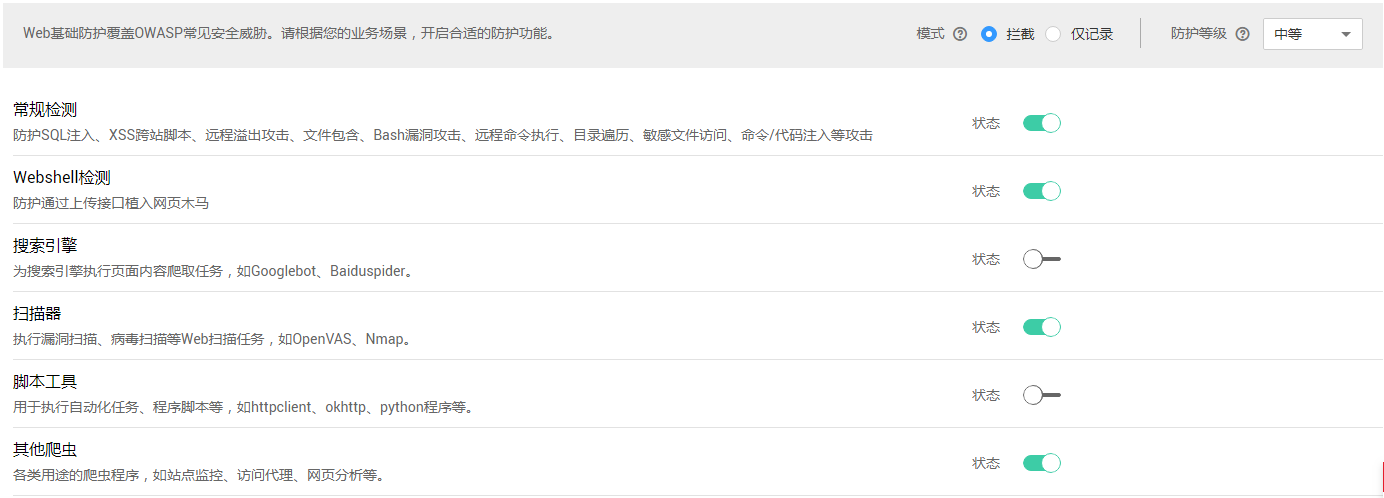 Web基础防护覆盖OWASP常见安全威胁。请根据您的业务场景，开启合适的防护功能。 模式 ? 拦截 仅记录 防护等级 ? 中等
常规检测
防护SQL注入、XSS跨站脚本、远程溢出攻击、文件包含、Bash漏洞攻击、远程命令执行、目录遍历、敏感文件访问、命令/代码注入等攻击 状态
Webshell检测
防护通过上传接口植入网页木马 状态
搜索引擎
为搜索引擎执行页面内容爬取任务，如Googlebot、Baiduspider。 状态
扫描器
执行漏洞扫描、病毒扫描等Web扫描任务，如OpenVAS、Nmap。 状态
脚本工具
用于执行自动化任务、程序脚本等，如httpclient、okhttp、python程序等。 状态
其他爬虫
各类用途的爬虫程序，如站点监控、访问代理、网页分析等。 状态